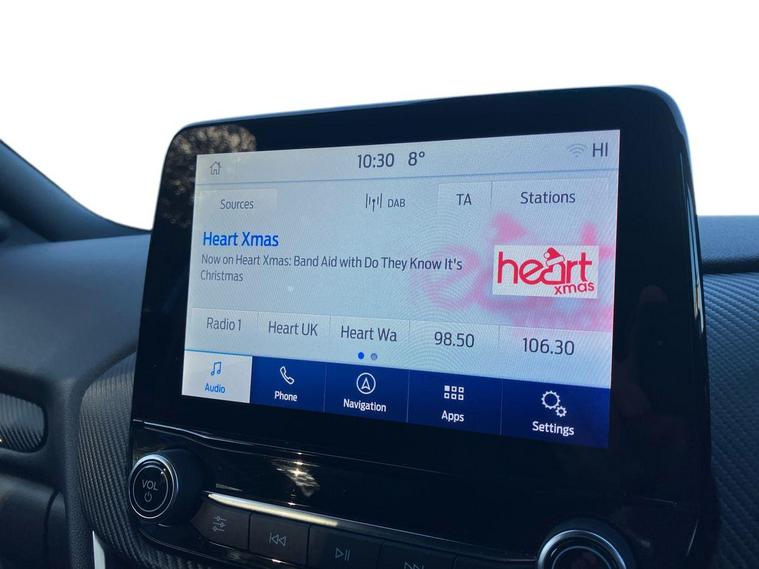 10:30 8° HI
Sources DAB TA Stations
Heart Xmas
Now on Heart Xmas: Band Aid with Do They Know It's
Christmas
heart
xmas
Radio 1 Heart UK Heart Wa 98.50 106.30
Audio Phone Navigation Apps Settings
VOL